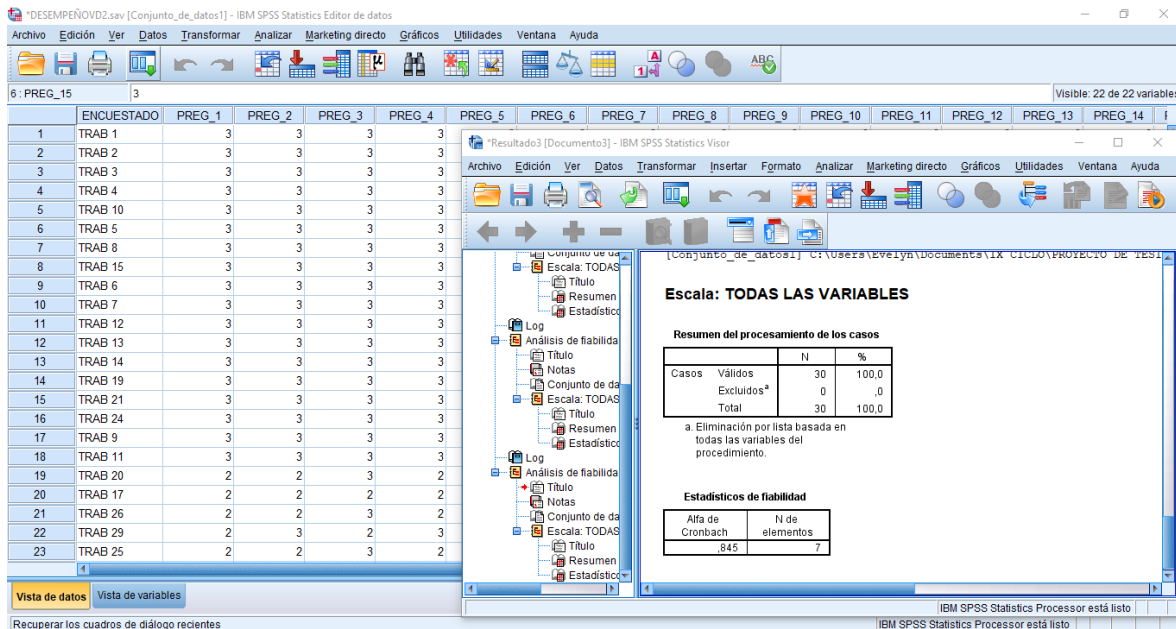 *DESEMPEÑOVD2.sav [Conjunto_de_datos1] - IBM SPSS Statistics Editor de datos
Archivo Edición Ver Datos Transformar Analizar Marketing directo Gráficos Utilidades Ventana Ayuda
6 : PREG_15 3 Visible: 22 de 22 variables
ENCUESTADO PREG_1 PREG_2 PREG_3 PREG_4 PREG_5 PREG_6 PREG_7 PREG_8 PREG_9 PREG_10 PREG_11 PREG_12 PREG_13 PREG_14
1 TRAB 1 3 3 3 3
2 TRAB 2 3 3 3 3
3 TRAB 3 3 3 3 3
4 TRAB 4 3 3 3 3
5 TRAB 10 3 3 3 3
6 TRAB 5 3 3 3 3
7 TRAB 8 3 3 3 3
8 TRAB 15 3 3 3 3
9 TRAB 6 3 3 3 3
10 TRAB 7 3 3 3 3
11 TRAB 12 3 3 3 3
12 TRAB 13 3 3 3 3
13 TRAB 14 3 3 3 3
14 TRAB 19 3 3 3 3
15 TRAB 21 3 3 3 3
16 TRAB 24 3 3 3 3
17 TRAB 9 3 3 3 3
18 TRAB 11 3 3 3 3
19 TRAB 20 2 2 3 2
20 TRAB 17 2 2 2 2
21 TRAB 26 2 2 3 2
22 TRAB 29 2 3 2 3
23 TRAB 25 2 2 3 2
Vista de datos Vista de variables
Recuperar los cuadros de diálogo recientes IBM SPSS Statistics Processor está listo
*Resultado3 [Documento3] - IBM SPSS Statistics Visor
Archivo Edición Ver Datos Transformar Insertar Formato Analizar Marketing directo Gráficos Utilidades Ventana Ayuda
Conjunto de da
Escala: TODAS
Título
Resumen
Estadístico
Log
Análisis de fiabilida
Título
Notas
Conjunto de da
Escala: TODAS
Título
Resumen
Estadístico
Log
Análisis de fiabilida
Título
Notas
Conjunto de da
Escala: TODAS
Título
Resumen
Estadístico
[Conjunto_de_datos1] C:\Users\Evelyn\Documents\IX CICLO\PROYECTO DE TESI
Escala: TODAS LAS VARIABLES
Resumen del procesamiento de los casos
N %
Casos Válidos 30 100,0
Excluidosª 0 ,0
Total 30 100,0
a. Eliminación por lista basada en
todas las variables del
procedimiento.
Estadísticos de fiabilidad
Alfa de N de
Cronbach elementos
,845 7
IBM SPSS Statistics Processor está listo